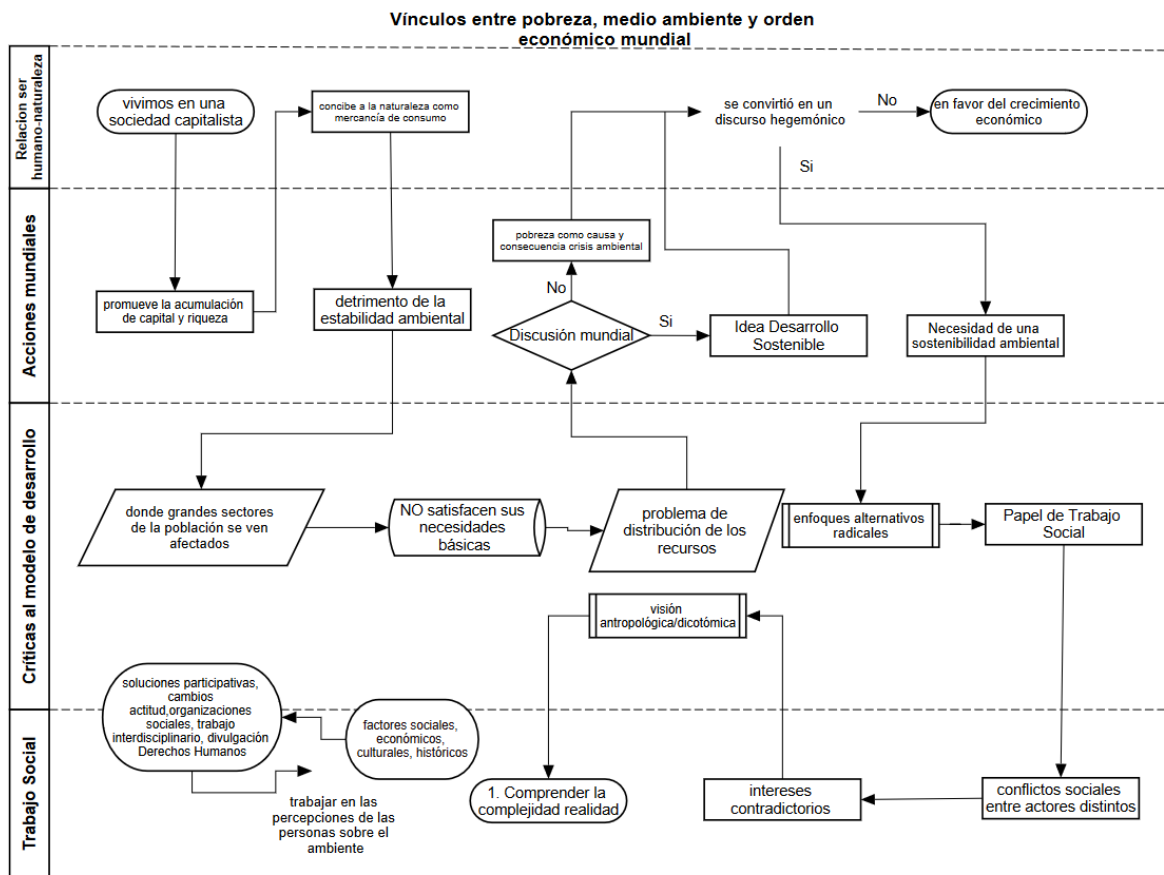 Vínculos entre pobreza, medio ambiente y orden
económico mundial
Relacion ser
humano-naturaleza
vivimos en una
sociedad capitalista
concibe a la naturaleza como
mercancía de consumo
se convirtió en un
discurso hegemónico
No
en favor del crecimiento
económico
Si
Acciones mundiales
promueve la acumulación
de capital y riqueza
detrimento de la
estabilidad ambiental
pobreza como causa y
consecuencia crisis ambiental
No
Discusión mundial
Si
Idea Desarrollo
Sostenible
Necesidad de una
sostenibilidad ambiental
Críticas al modelo de desarrollo
donde grandes sectores
de la población se ven
afectados
NO satisfacen sus
necesidades
básicas
problema de
distribución de los
recursos
enfoques alternativos
radicales
Papel de Trabajo
Social
visión
antropológica/dicotómica
Trabajo Social
soluciones participativas,
cambios
actitud,organizaciones
sociales, trabajo
interdisciplinario, divulgación
Derechos Humanos
factores sociales,
económicos,
culturales, históricos
trabajar en las
percepciones de las
personas sobre el
ambiente
1. Comprender la
complejidad realidad
intereses
contradictorios
conflictos sociales
entre actores distintos